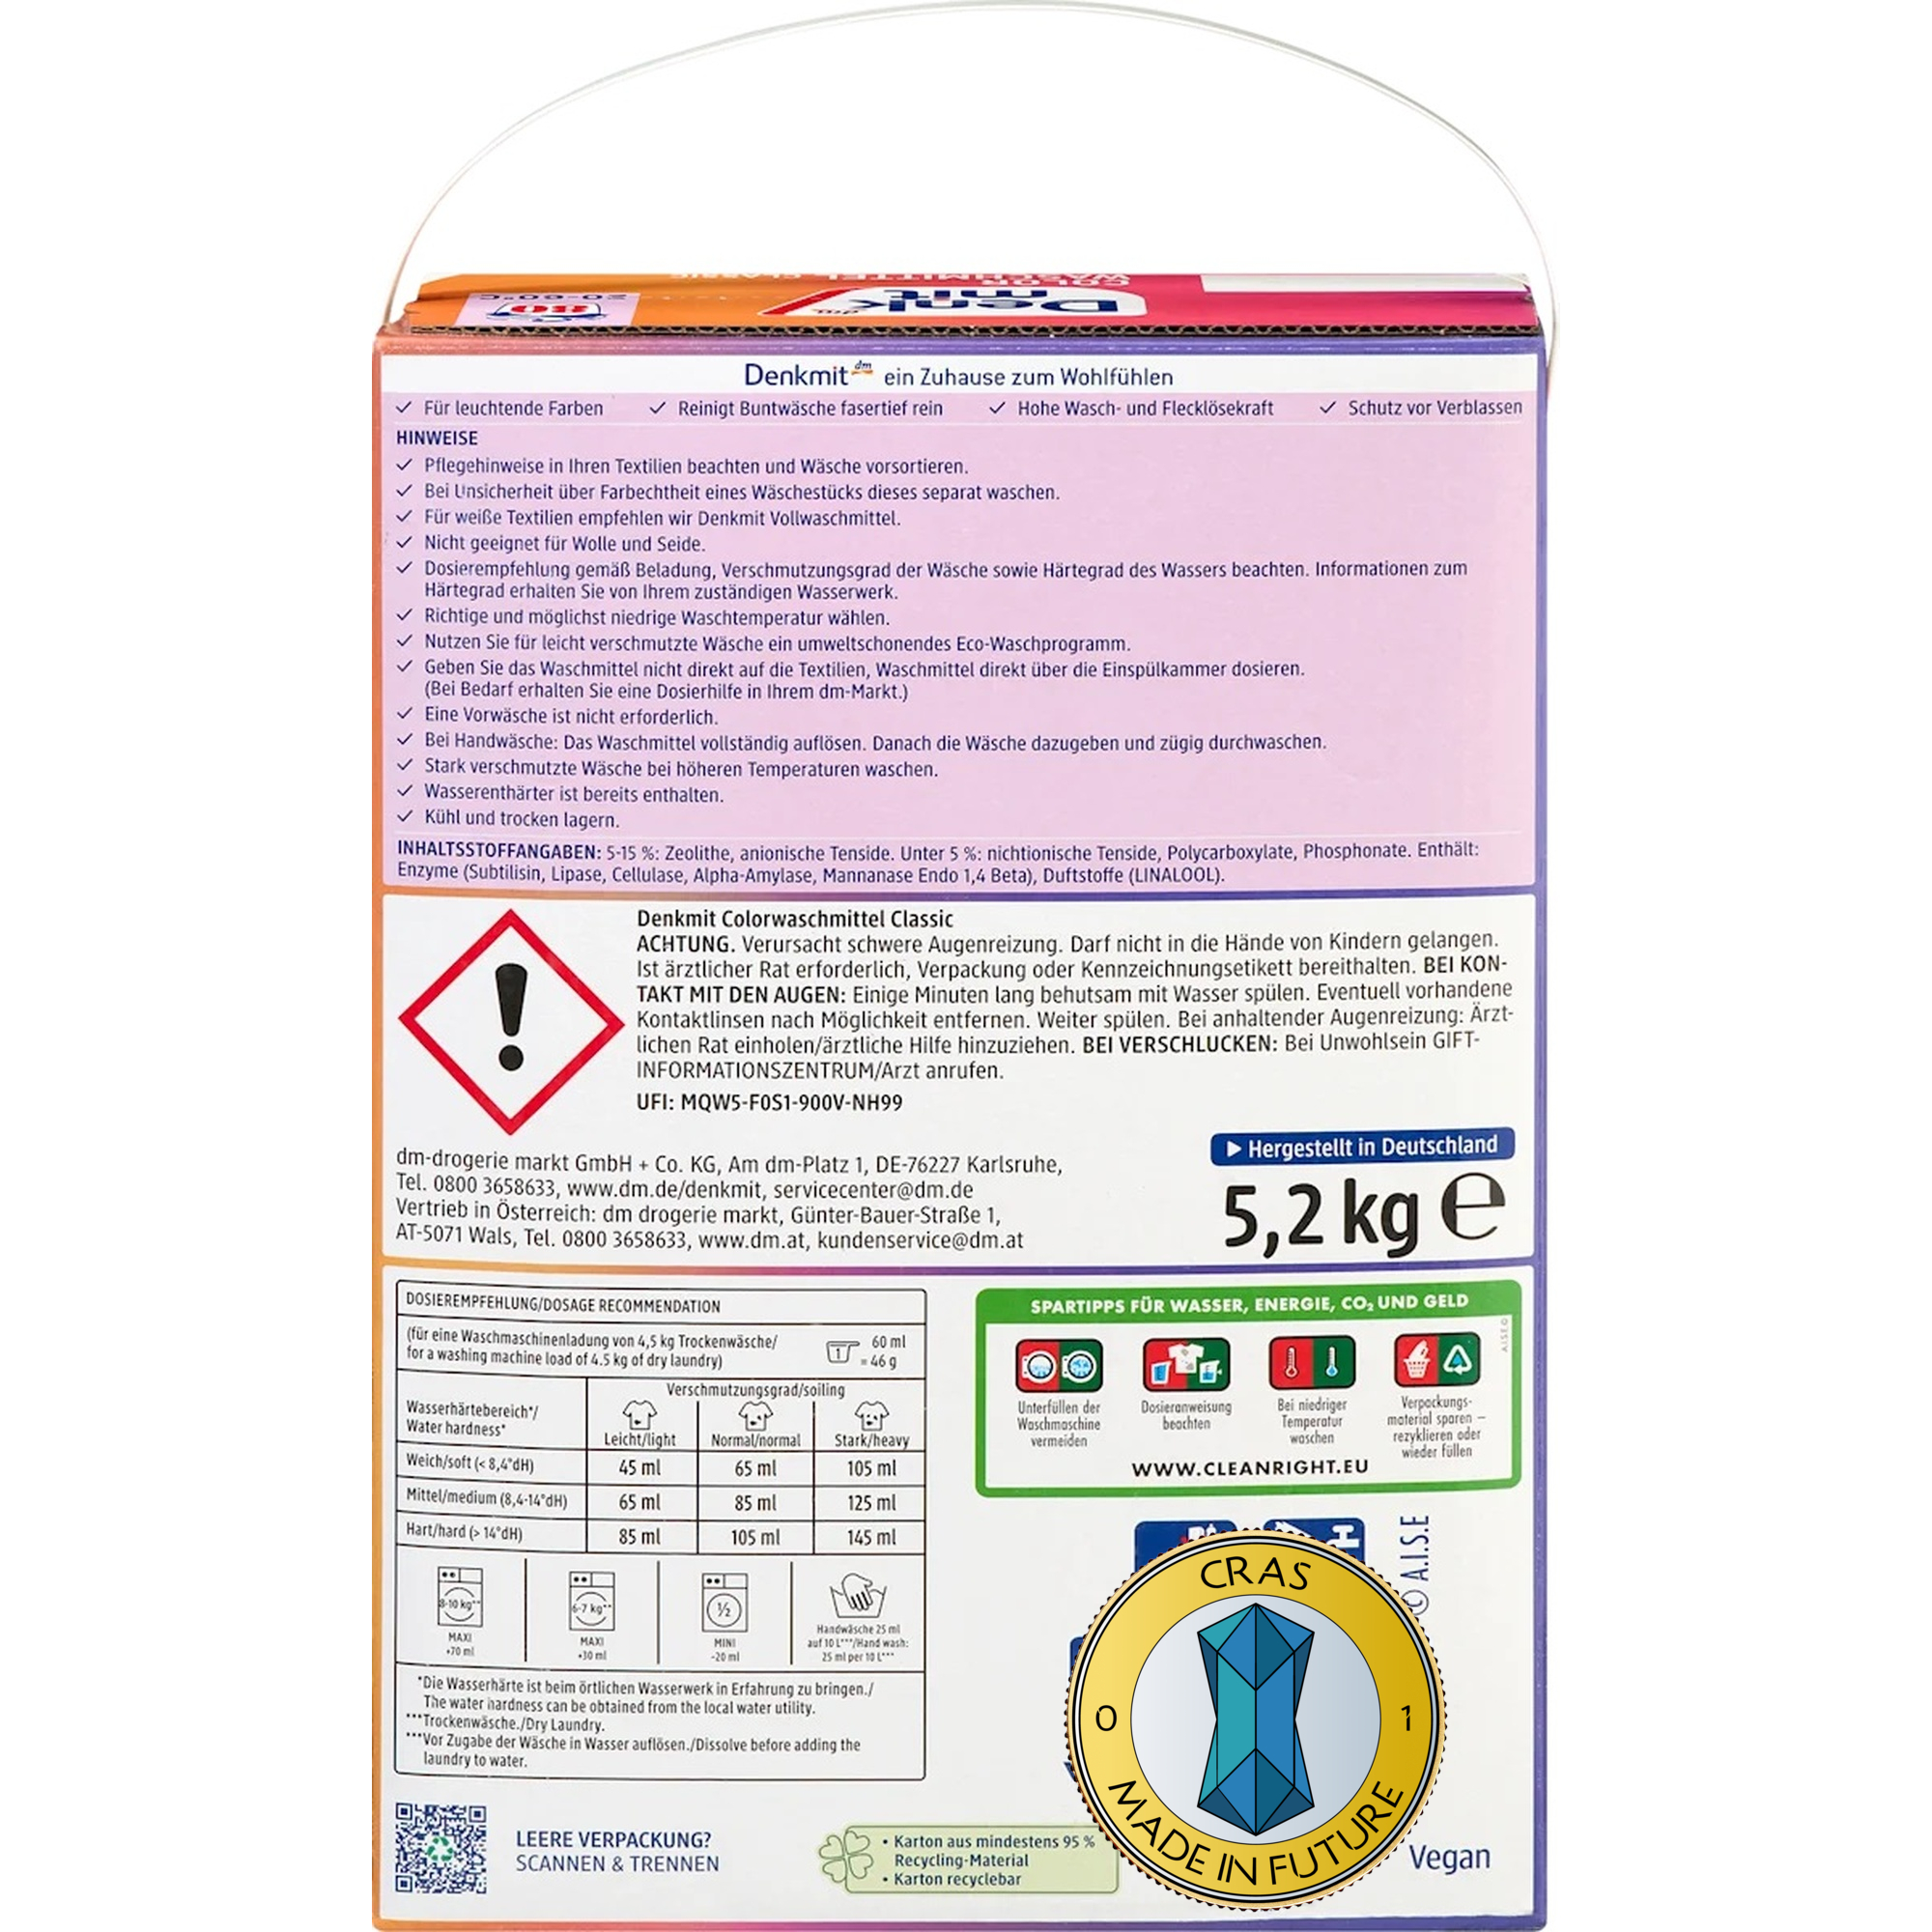 COLOR
WASCHMITTEL CLASSIC
Denk
mit
dm
80
20-60°C
Denkmit dm ein Zuhause zum Wohlfühlen
Für leuchtende Farben Reinigt Buntwäsche fasertief rein Hohe Wasch- und Flecklösekraft Schutz vor Verblassen
HINWEISE
Pflegehinweise in Ihren Textilien beachten und Wäsche vorsortieren.
Bei Unsicherheit über Farbechtheit eines Wäschestücks dieses separat waschen.
Für weiße Textilien empfehlen wir Denkmit Vollwaschmittel.
Nicht geeignet für Wolle und Seide.
Dosierempfehlung gemäß Beladung, Verschmutzungsgrad der Wäsche sowie Härtegrad des Wassers beachten. Informationen zum
Härtegrad erhalten Sie von Ihrem zuständigen Wasserwerk.
Richtige und möglichst niedrige Waschtemperatur wählen.
Nutzen Sie für leicht verschmutzte Wäsche ein umweltschonendes Eco-Waschprogramm.
Geben Sie das Waschmittel nicht direkt auf die Textilien, Waschmittel direkt über die Einspülkammer dosieren.
(Bei Bedarf erhalten Sie eine Dosierhilfe in Ihrem dm-Markt.)
Eine Vorwäsche ist nicht erforderlich.
Bei Handwäsche: Das Waschmittel vollständig auflösen. Danach die Wäsche dazugeben und zügig durchwaschen.
Stark verschmutzte Wäsche bei höheren Temperaturen waschen.
Wasserenthärter ist bereits enthalten.
Kühl und trocken lagern.
INHALTSSTOFFANGABEN: 5-15 %: Zeolithe, anionische Tenside. Unter 5 %: nichtionische Tenside, Polycarboxylate, Phosphonate. Enthält:
Enzyme (Subtilisin, Lipase, Cellulase, Alpha-Amylase, Mannanase Endo 1,4 Beta), Duftstoffe (LINALOOL).
Denkmit Colorwaschmittel Classic
ACHTUNG. Verursacht schwere Augenreizung. Darf nicht in die Hände von Kindern gelangen.
Ist ärztlicher Rat erforderlich, Verpackung oder Kennzeichnungsetikett bereithalten. BEI KON-
TAKT MIT DEN AUGEN: Einige Minuten lang behutsam mit Wasser spülen. Eventuell vorhandene
Kontaktlinsen nach Möglichkeit entfernen. Weiter spülen. Bei anhaltender Augenreizung: Ärzt-
lichen Rat einholen/ärztliche Hilfe hinzuziehen. BEI VERSCHLUCKEN: Bei Unwohlsein GIFT-
INFORMATIONSZENTRUM/Arzt anrufen.
UFI: MQW5-F0S1-900V-NH99
dm-drogerie markt GmbH + Co. KG, Am dm-Platz 1, DE-76227 Karlsruhe,
Tel. 0800 3658633, www.dm.de/denkmit, servicecenter@dm.de
Vertrieb in Österreich: dm drogerie markt, Günter-Bauer-Straße 1,
AT-5071 Wals, Tel. 0800 3658633, www.dm.at, kundenservice@dm.at
Hergestellt in Deutschland
5,2 kg ℮
DOSIEREMPFEHLUNG/DOSAGE RECOMMENDATION
(für eine Waschmaschinenladung von 4,5 kg Trockenwäsche/
for a washing machine load of 4.5 kg of dry laundry)
1 60 ml
= 46 g
Wasserhärtebereich*/
Water hardness*
Verschmutzungsgrad/soiling
Leicht/light Normal/normal Stark/heavy
Weich/soft (< 8,4°dH) 45 ml 65 ml 105 ml
Mittel/medium (8,4-14°dH) 65 ml 85 ml 125 ml
Hart/hard (> 14°dH) 85 ml 105 ml 145 ml
8-10 kg**
MAXI
+70 ml
6-7 kg**
MAXI
+30 ml
½
MINI
-20 ml
Handwäsche 25 ml
auf 10 L***/Hand wash:
25 ml per 10 L***
*Die Wasserhärte ist beim örtlichen Wasserwerk in Erfahrung zu bringen./
The water hardness can be obtained from the local water utility.
***Trockenwäsche./Dry Laundry.
***Vor Zugabe der Wäsche in Wasser auflösen./Dissolve before adding the
laundry to water.
SPARTIPPS FÜR WASSER, ENERGIE, CO₂ UND GELD
Unterfüllen der
Waschmaschine
vermeiden
Dosieranweisung
beachten
Bei niedriger
Temperatur
waschen
Verpackungs-
material sparen –
rezyklieren oder
wieder füllen
A.I.S.E.©
WWW.CLEANRIGHT.EU
© A.I.S.E
CRAS
0 1
MADE IN FUTURE
LEERE VERPACKUNG?
SCANNEN & TRENNEN
• Karton aus mindestens 95 %
Recycling-Material
• Karton recyclebar
Vegan